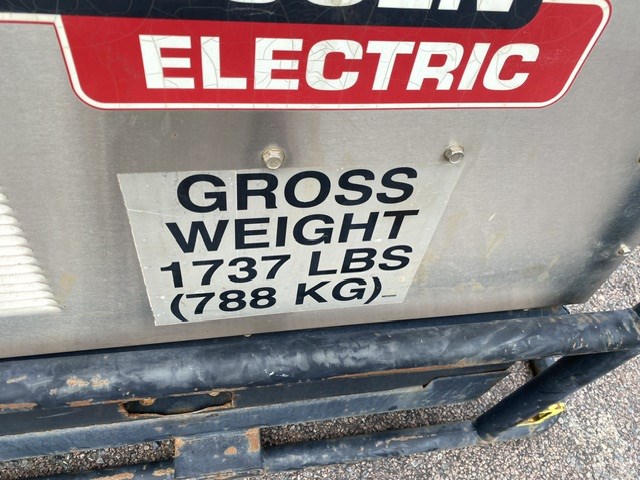 ELECTRIC
GROSS
WEIGHT
1737 LBS
(788 KG)